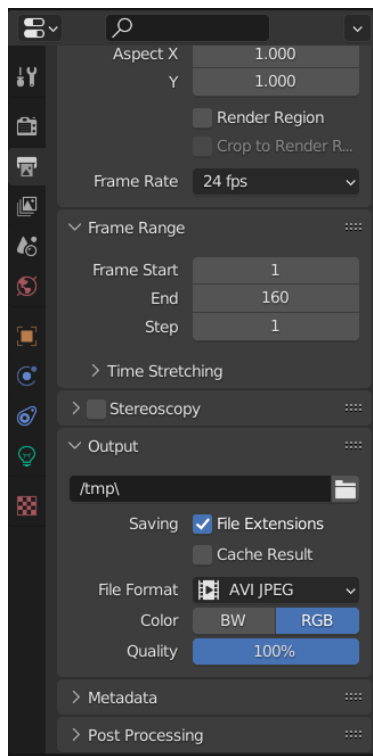 Aspect X 1.000
Y 1.000
Render Region
Crop to Render R...
Frame Rate 24 fps
Frame Range
Frame Start 1
End 160
Step 1
Time Stretching
Stereoscopy
Output
/tmp\
Saving File Extensions
Cache Result
File Format AVI JPEG
Color BW RGB
Quality 100%
Metadata
Post Processing